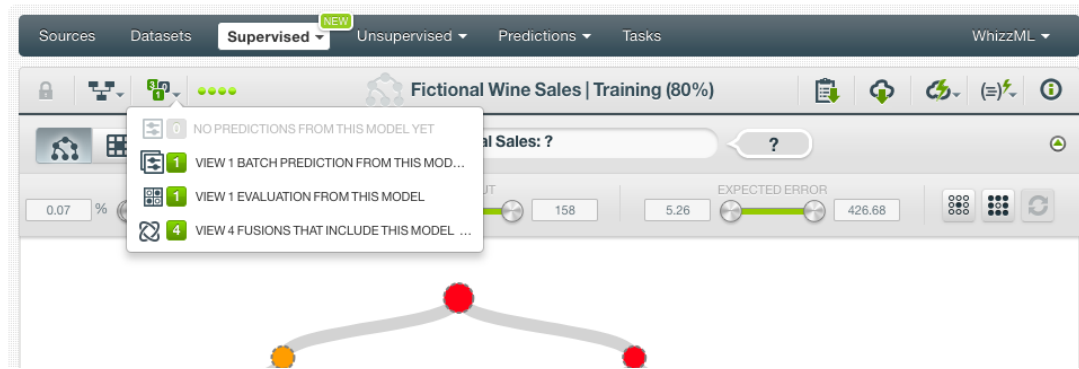 NEW
Sources Datasets Supervised Unsupervised Predictions Tasks WhizzML
Fictional Wine Sales | Training (80%)
0 NO PREDICTIONS FROM THIS MODEL YET
al Sales: ?
?
1 VIEW 1 BATCH PREDICTION FROM THIS MOD...
1 VIEW 1 EVALUATION FROM THIS MODEL
UT
EXPECTED ERROR
0.07 %
158
5.26
426.68
4 VIEW 4 FUSIONS THAT INCLUDE THIS MODEL ...